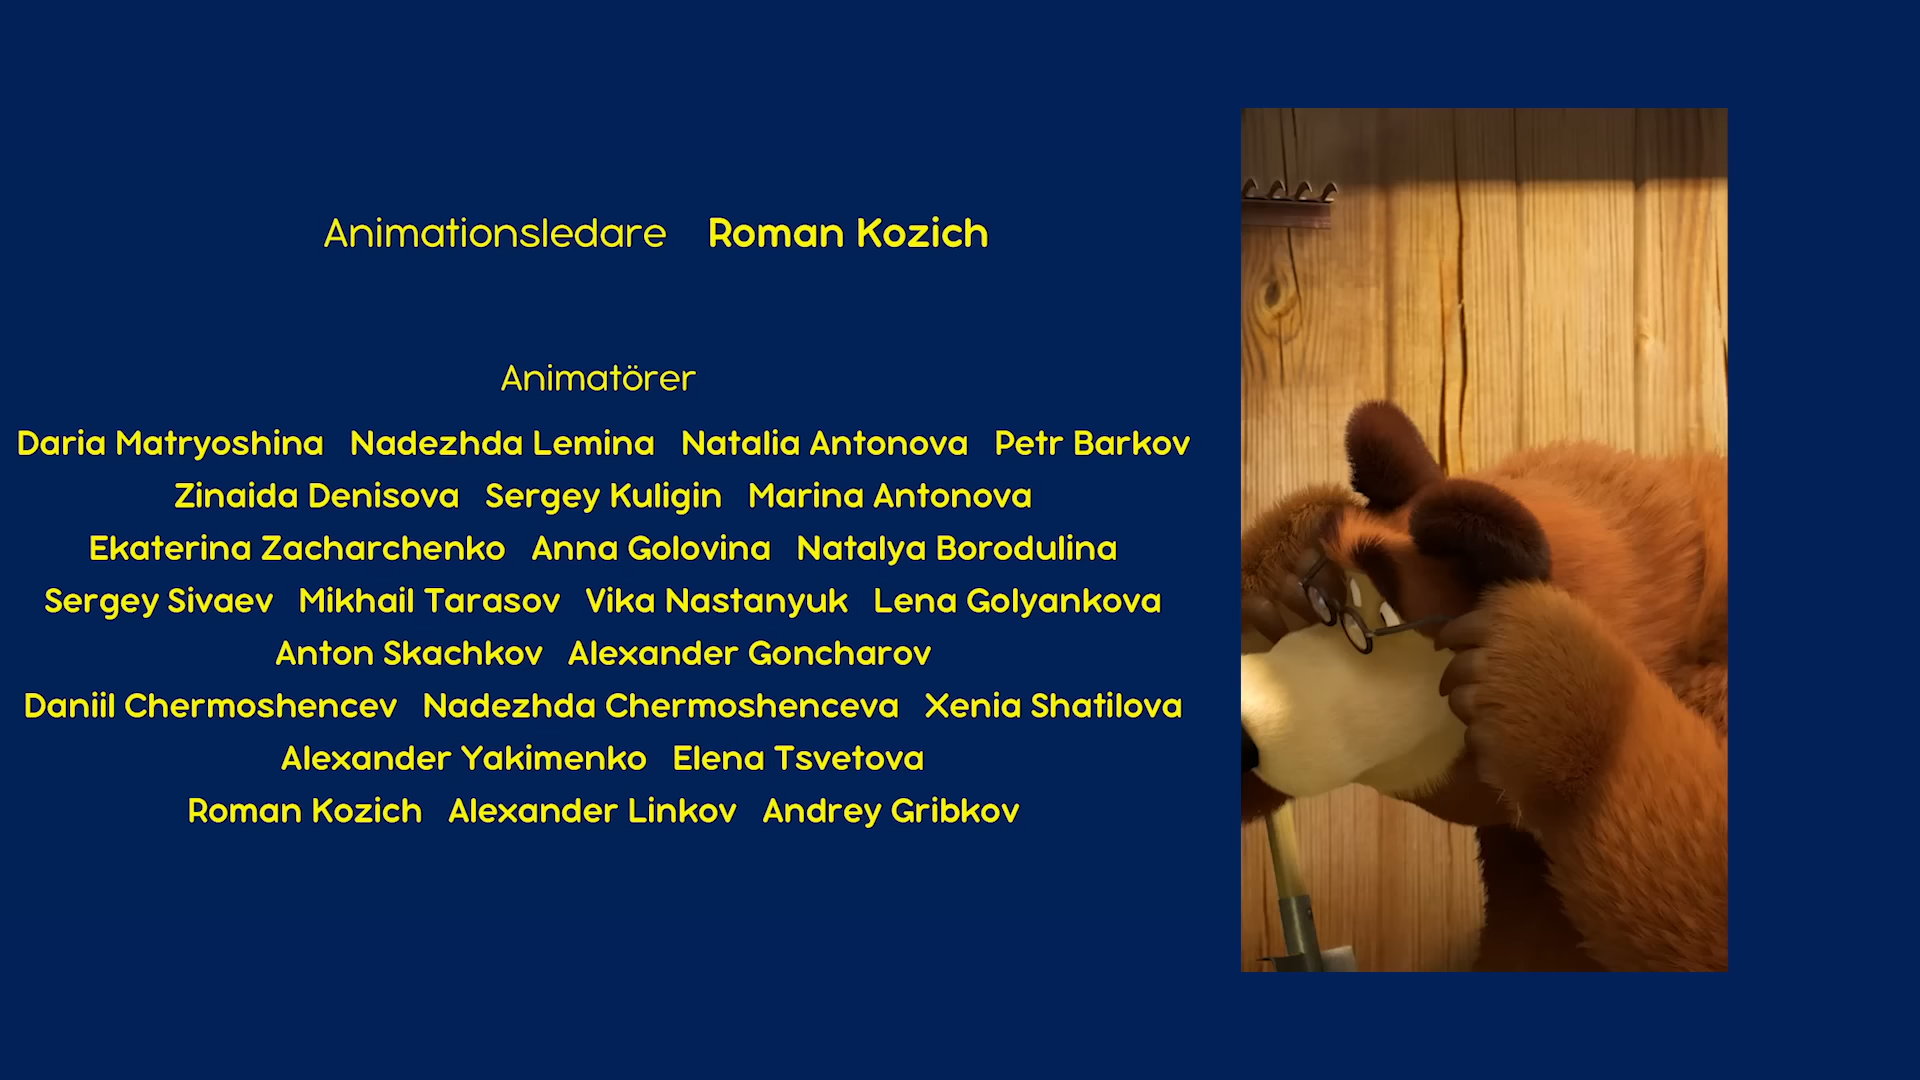 Animationsledare Roman Kozich
Animatörer
Daria Matryoshina Nadezhda Lemina Natalia Antonova Petr Barkov
Zinaida Denisova Sergey Kuligin Marina Antonova
Ekaterina Zacharchenko Anna Golovina Natalya Borodulina
Sergey Sivaev Mikhail Tarasov Vika Nastanyuk Lena Golyankova
Anton Skachkov Alexander Goncharov
Daniil Chermoshencev Nadezhda Chermoshenceva Xenia Shatilova
Alexander Yakimenko Elena Tsvetova
Roman Kozich Alexander Linkov Andrey Gribkov